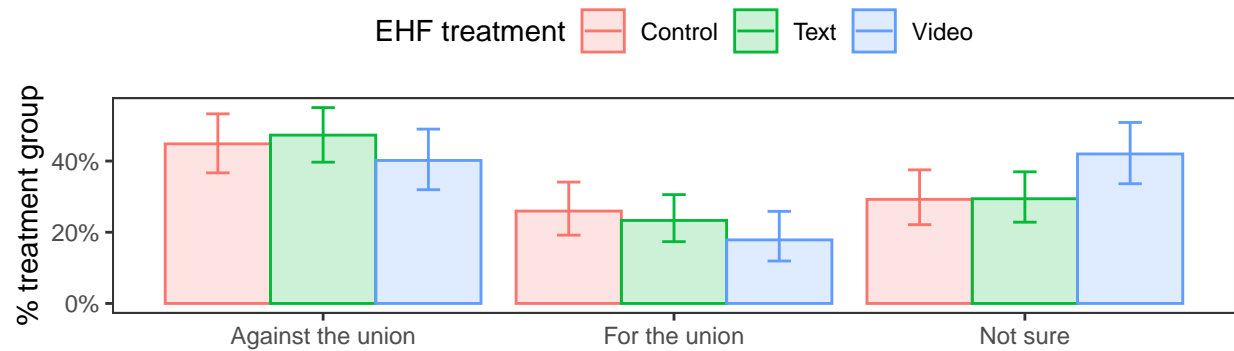 EHF treatment Control Text Video
% treatment group
40%
20%
0%
Against the union For the union Not sure